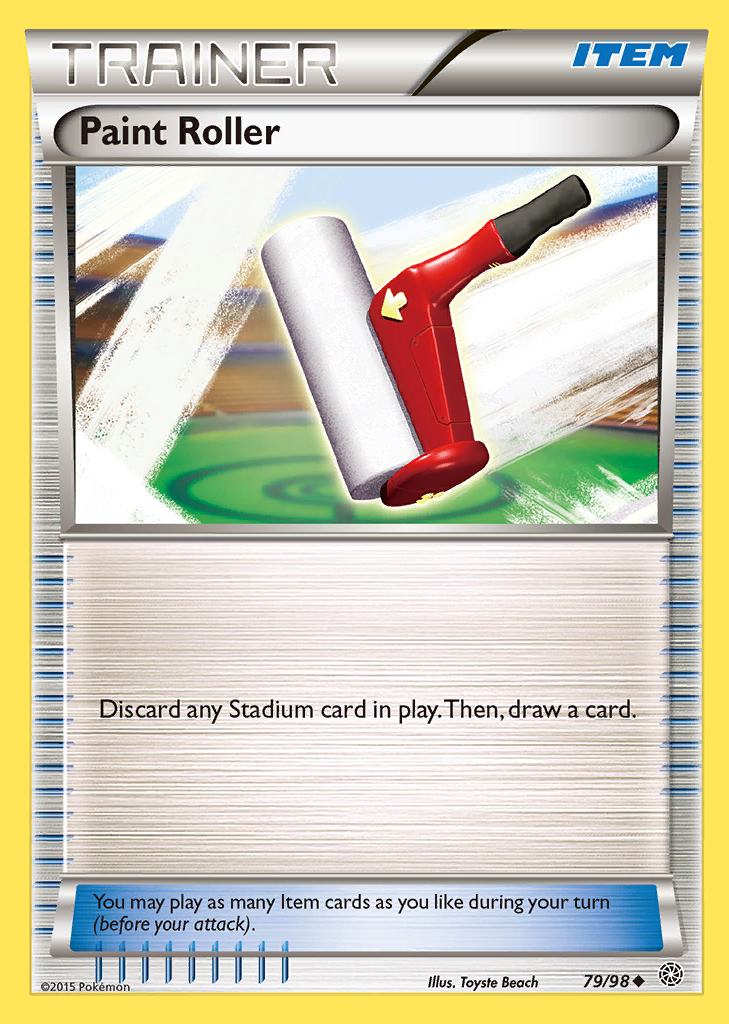 TRAINER
ITEM
Paint Roller
Discard any Stadium card in play. Then, draw a card.
You may play as many Item cards as you like during your turn
(before your attack).
©2015 Pokémon
Illus. Toyste Beach
79/98